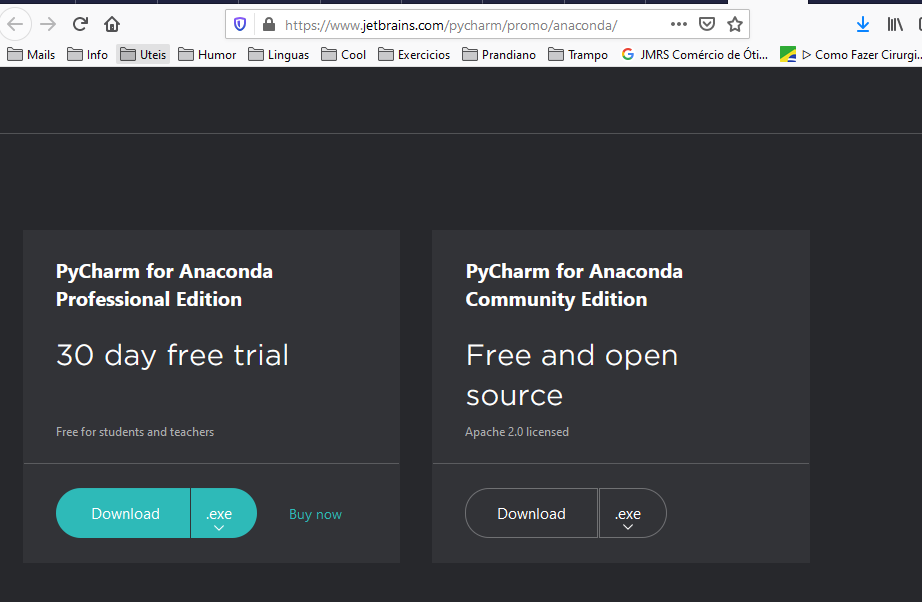 https://www.jetbrains.com/pycharm/promo/anaconda/
Mails Info Uteis Humor Linguas Cool Exercicios Prandiano Trampo JMRS Comércio de Óti... Como Fazer Cirurgi...
PyCharm for Anaconda
Professional Edition
30 day free trial
Free for students and teachers
Download .exe Buy now
PyCharm for Anaconda
Community Edition
Free and open
source
Apache 2.0 licensed
Download .exe